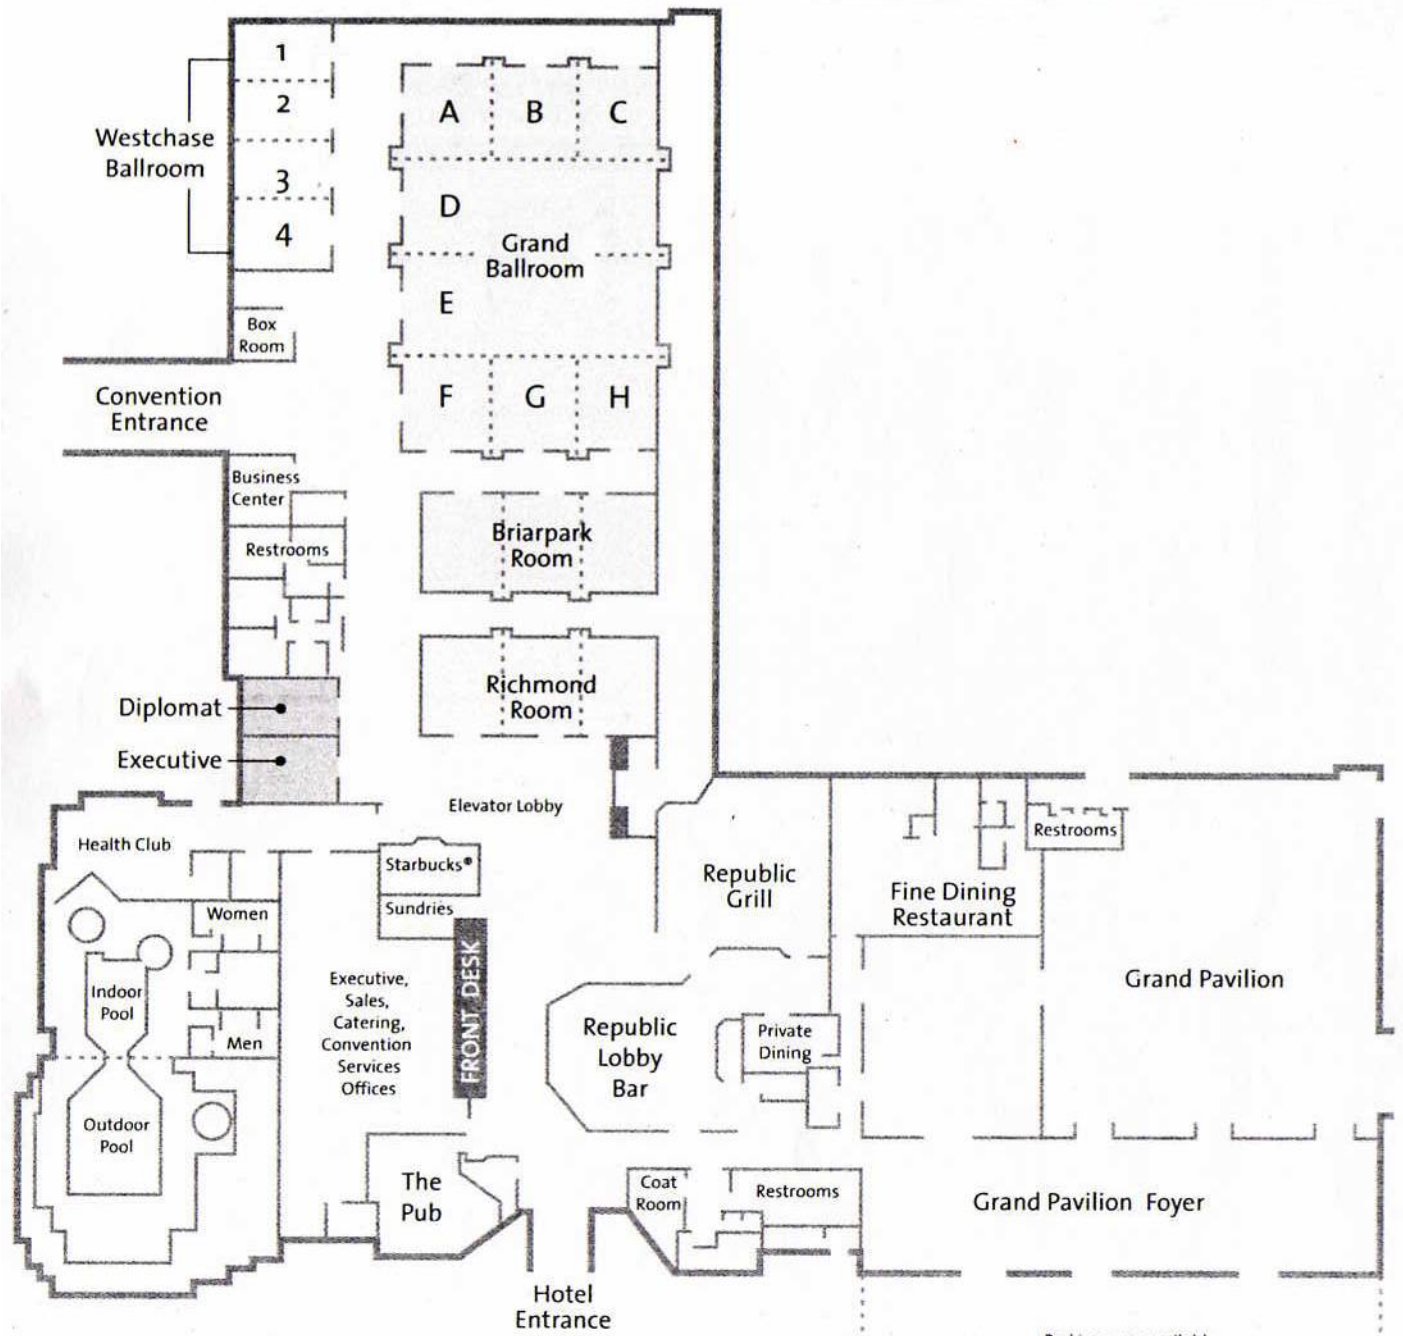 1
2
3
4
Westchase
Ballroom
A
B
C
D
Grand
Ballroom
E
F
G
H
Box
Room
Convention
Entrance
Business
Center
Restrooms
Briarpark
Room
Richmond
Room
Diplomat
Executive
Elevator Lobby
Health Club
Starbucks®
Sundries
Women
Indoor
Pool
Men
Outdoor
Pool
Executive,
Sales,
Catering,
Convention
Services
Offices
FRONT DESK
The
Pub
Republic
Grill
Fine Dining
Restaurant
Restrooms
Grand Pavilion
Republic
Lobby
Bar
Private
Dining
Coat
Room
Restrooms
Grand Pavilion Foyer
Hotel
Entrance